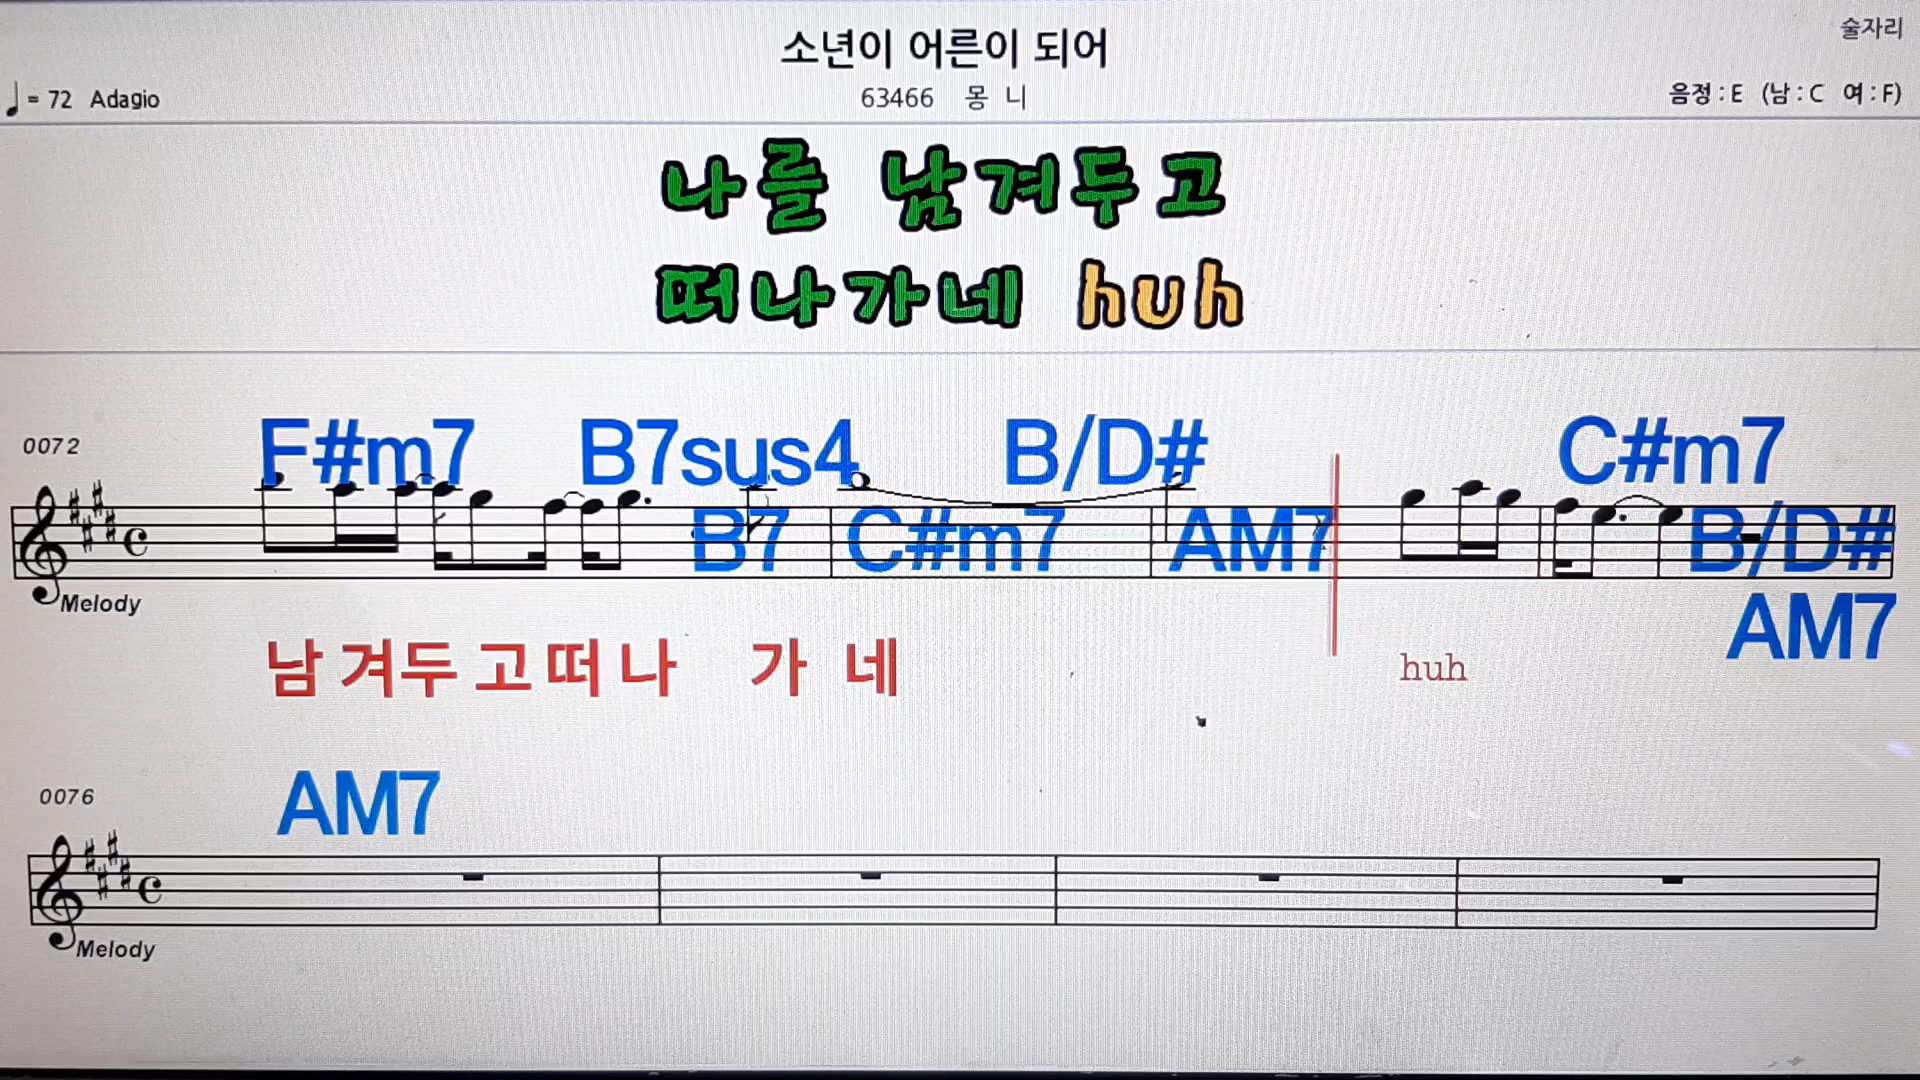 술자리
소년이 어른이 되어
♩= 72 Adagio
63466 몽 니
음정 : E (남 : C 여 : F)
나를 남겨두고
떠나가네 huh
0072
F#m7 B7sus4 B/D# C#m7
B7 C#m7 AM7 B/D#
Melody
AM7
남 겨두 고 떠 나 가 네 huh
0076
AM7
Melody